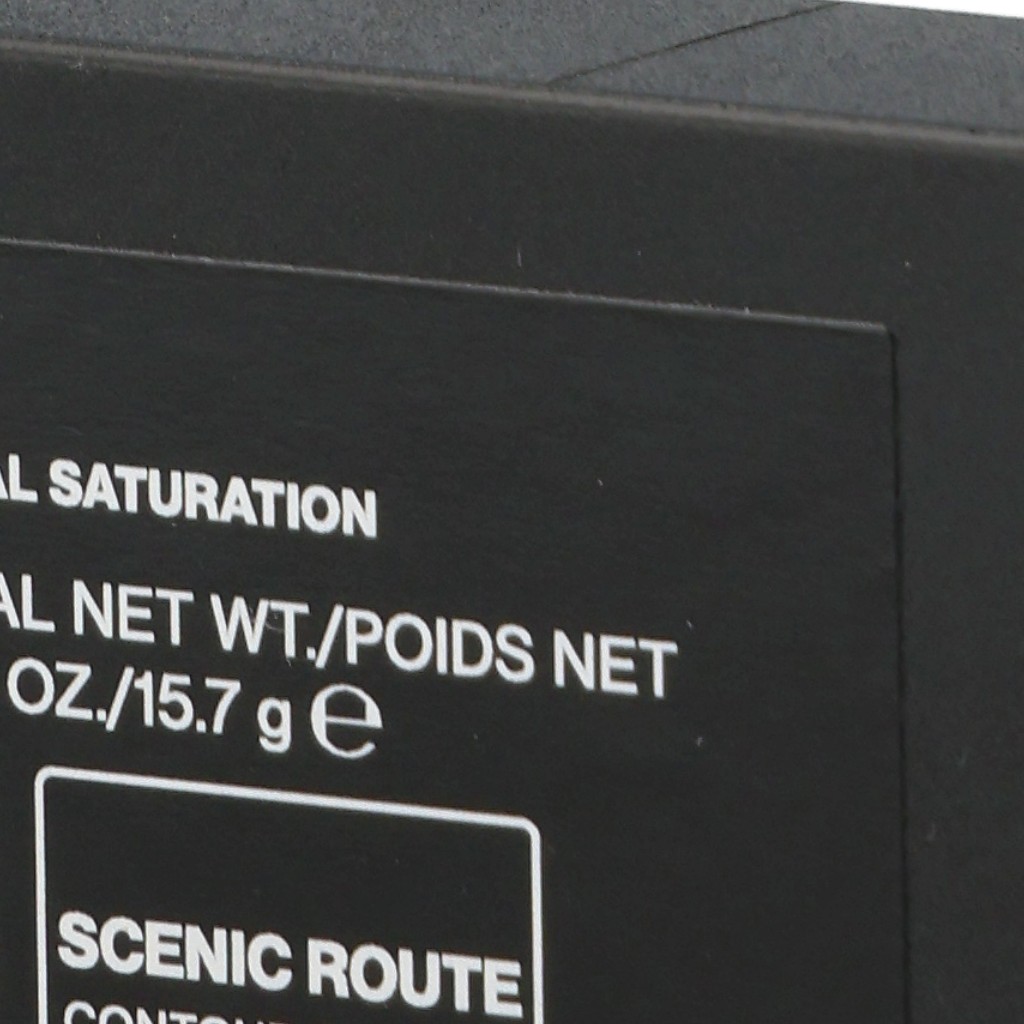 AL SATURATION
AL NET WT./POIDS NET
OZ./15.7 g ℮
SCENIC ROUTE